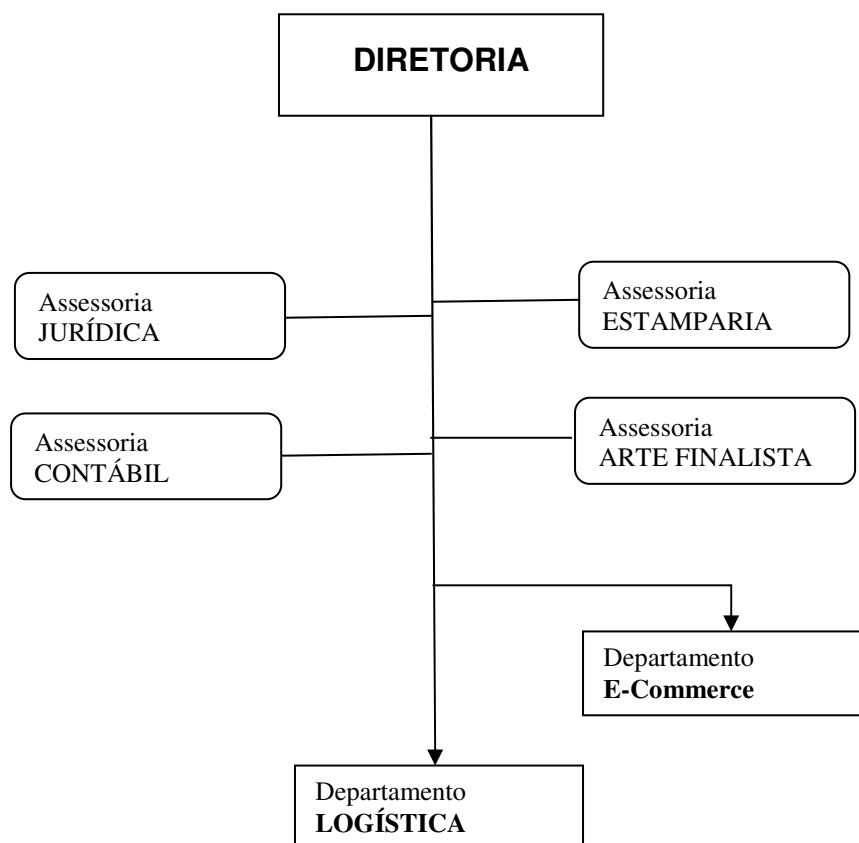 DIRETORIA
Assessoria
JURÍDICA
Assessoria
ESTAMPARIA
Assessoria
CONTÁBIL
Assessoria
ARTE FINALISTA
Departamento
E-Commerce
Departamento
LOGÍSTICA